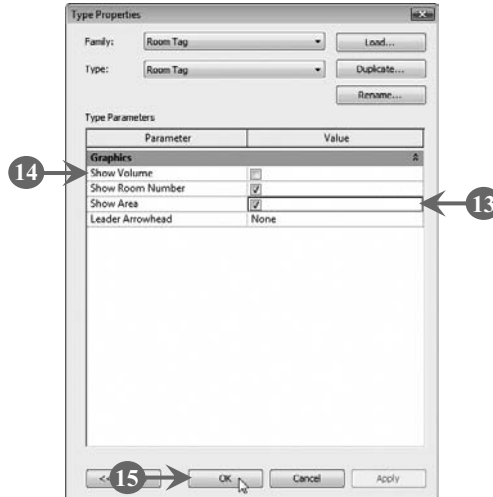 Type Properties
Family: Room Tag Load...
Type: Room Tag Duplicate...
Rename...
Type Parameters
Parameter Value
Graphics
14 Show Volume
Show Room Number
Show Area 13
Leader Arrowhead None
<< 15 OK Cancel Apply